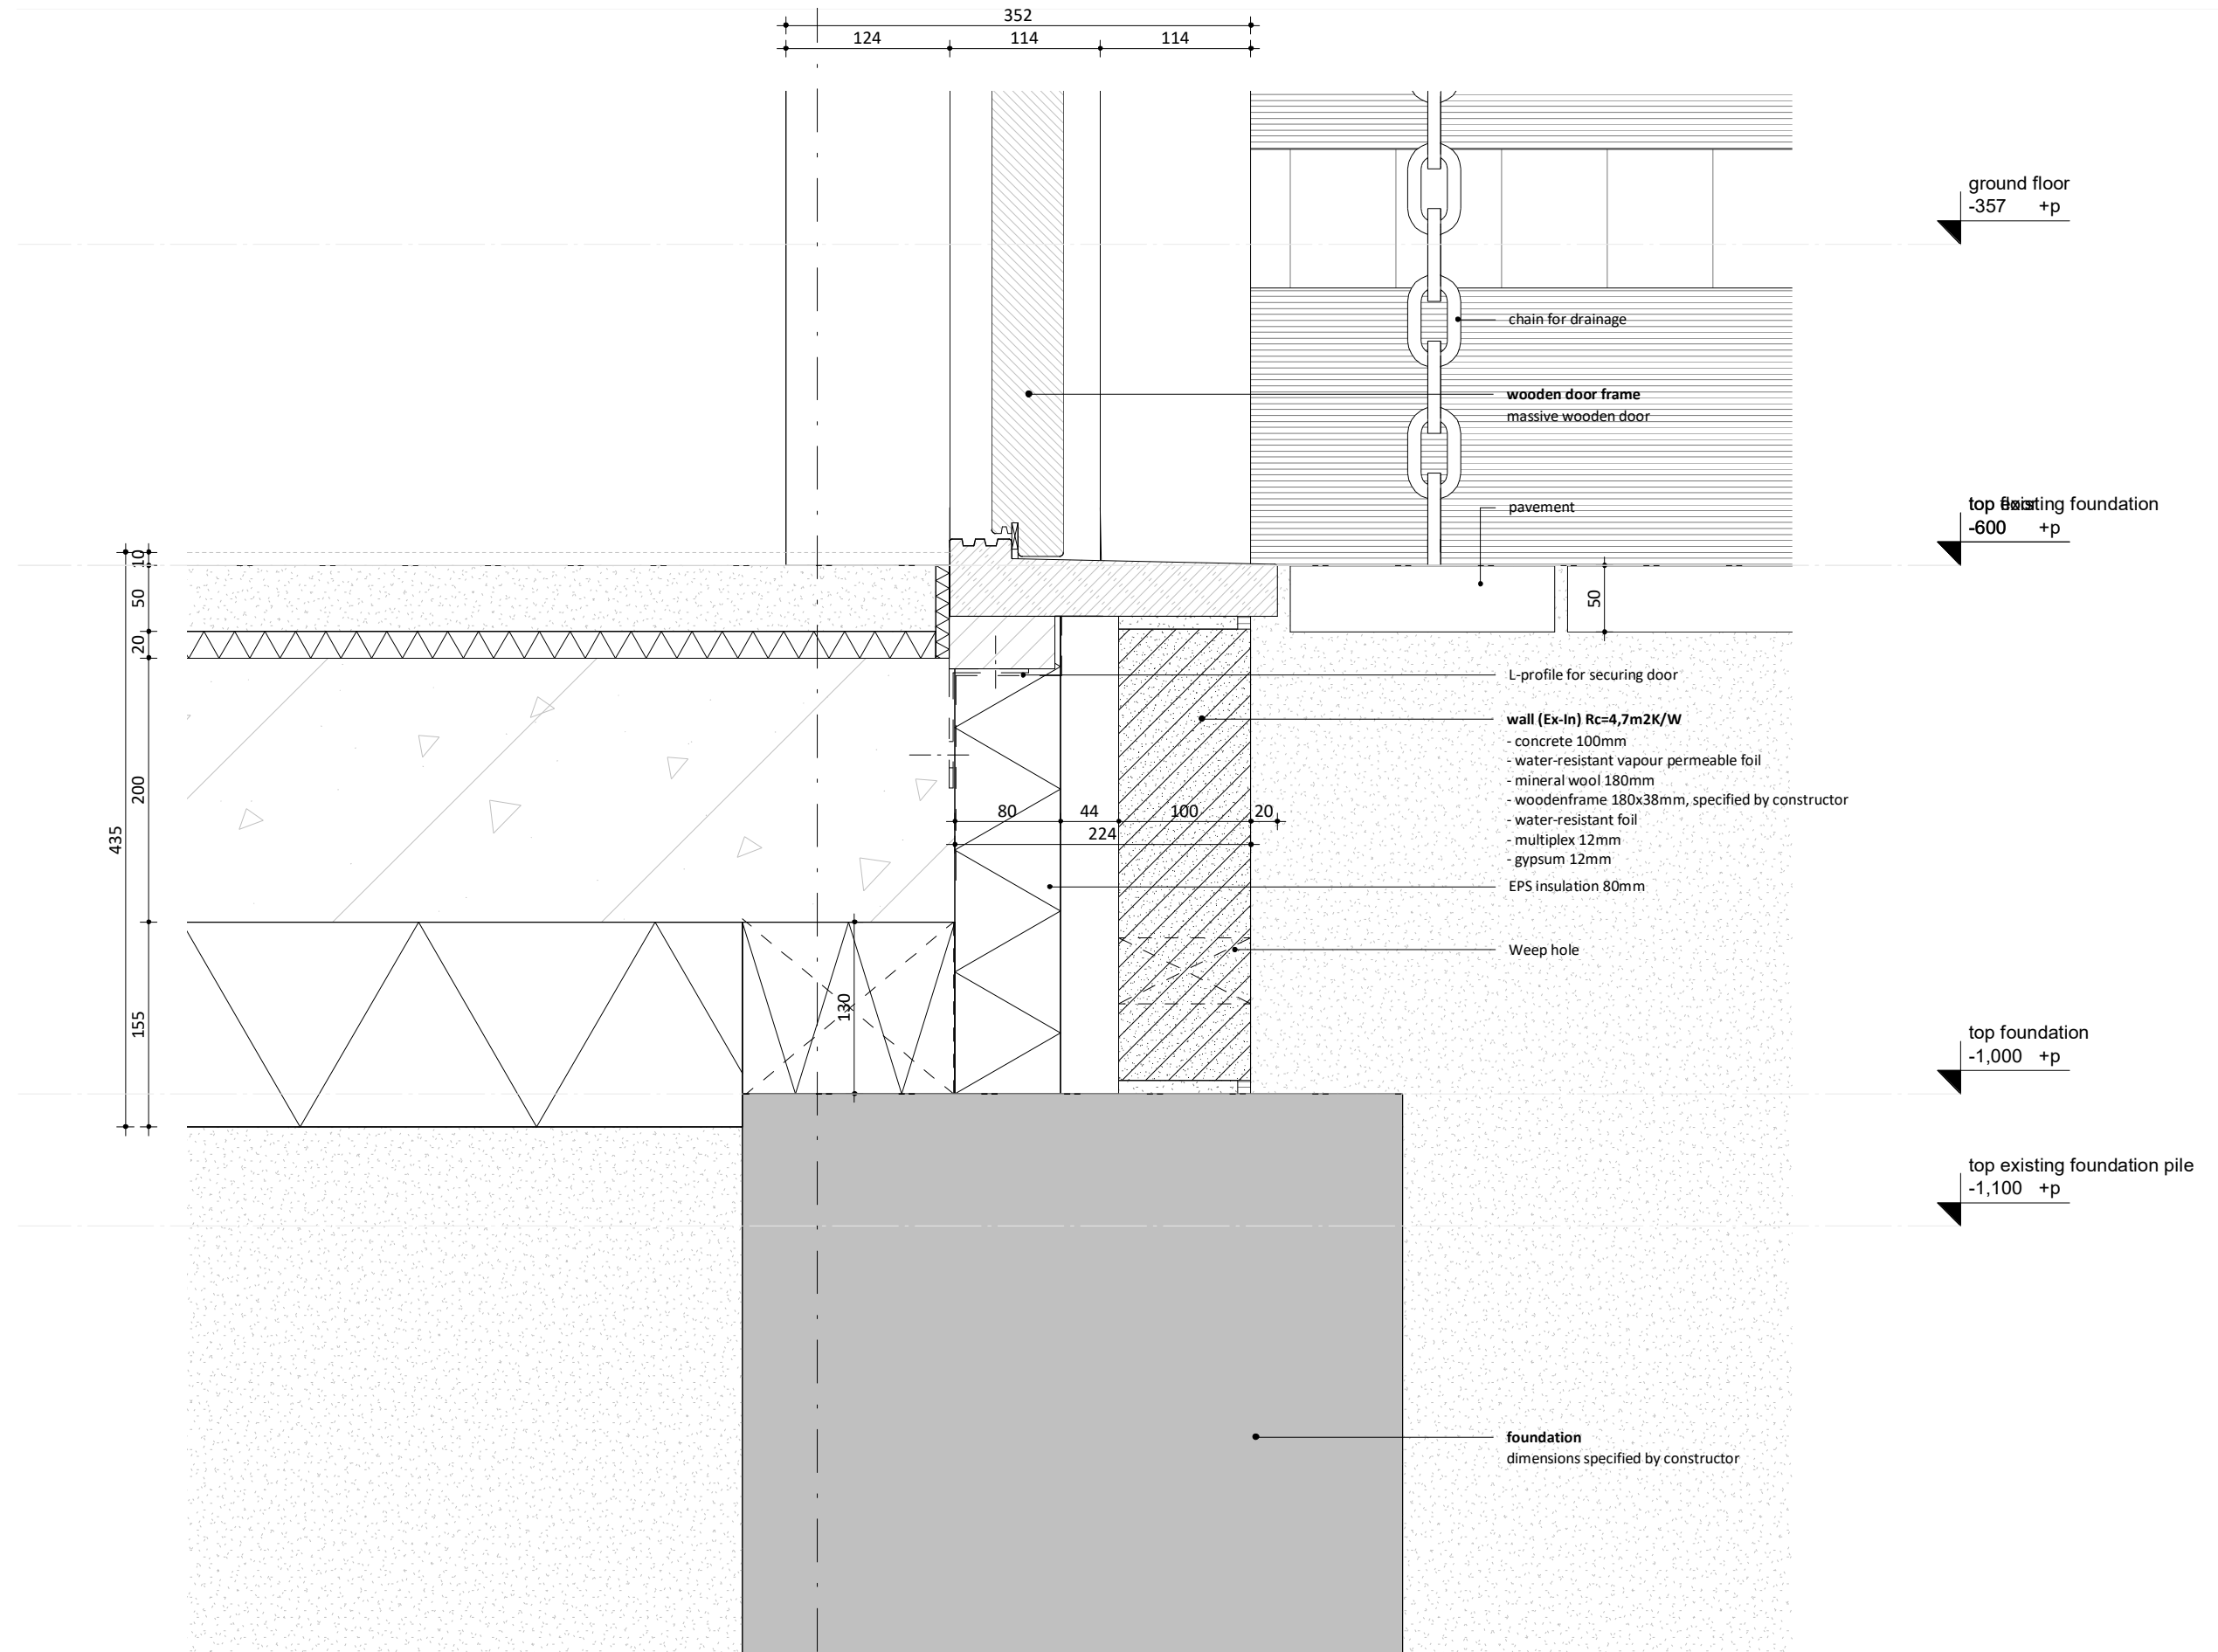 352
124 114 114
ground floor
-357 +p
chain for drainage
wooden door frame
massive wooden door
top existing foundation
-600 +p
pavement
10
50
20
200
155
435
50
L-profile for securing door
wall (Ex-In) Rc=4,7m2K/W
- concrete 100mm
- water-resistant vapour permeable foil
- mineral wool 180mm
- woodenframe 180x38mm, specified by constructor
- water-resistant foil
- multiplex 12mm
- gypsum 12mm
80 44 100 20
224
EPS insulation 80mm
Weep hole
130
top foundation
-1,000 +p
top existing foundation pile
-1,100 +p
foundation
dimensions specified by constructor